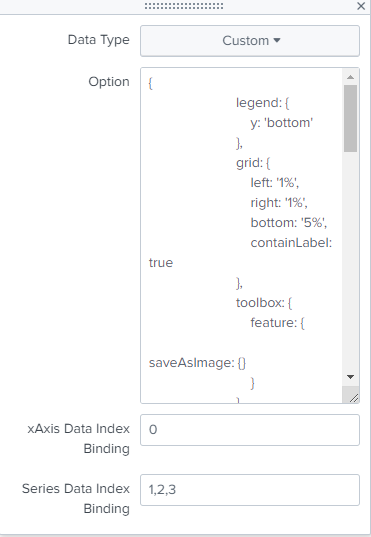 Data Type
Custom
Option
{
legend: {
y: 'bottom'
},
grid: {
left: '1%',
right: '1%',
bottom: '5%',
containLabel:
true
},
toolbox: {
feature: {
saveAsImage: {}
}
}
xAxis Data Index
Binding
0
Series Data Index
Binding
1,2,3